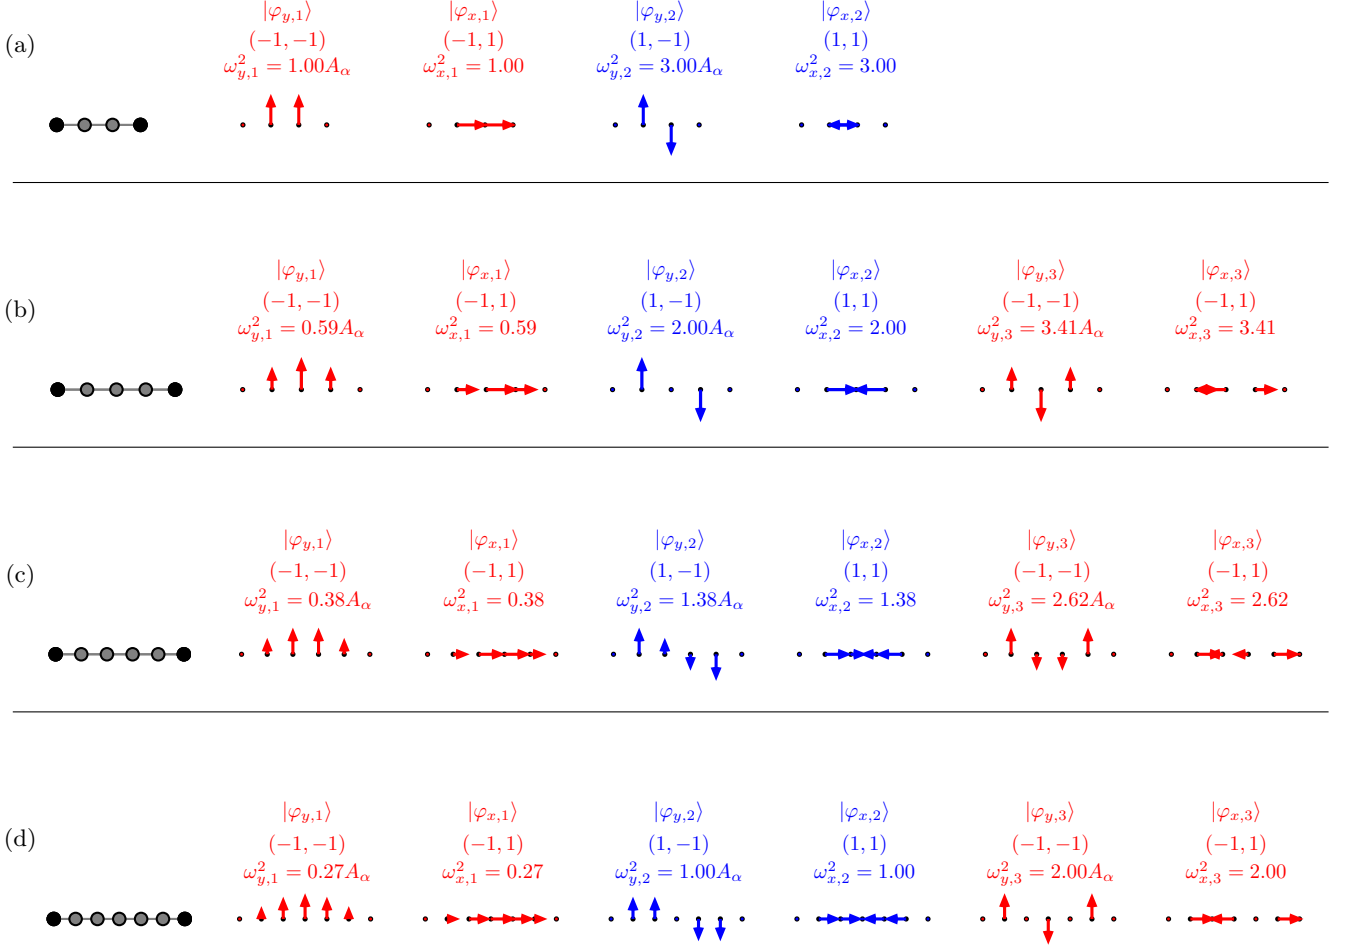 |φ_{y,1}⟩ |φ_{x,1}⟩ |φ_{y,2}⟩ |φ_{x,2}⟩
(a) (−1, −1) (−1, 1) (1, −1) (1, 1)
ω²_{y,1} = 1.00A_α ω²_{x,1} = 1.00 ω²_{y,2} = 3.00A_α ω²_{x,2} = 3.00
|φ_{y,1}⟩ |φ_{x,1}⟩ |φ_{y,2}⟩ |φ_{x,2}⟩ |φ_{y,3}⟩ |φ_{x,3}⟩
(b) (−1, −1) (−1, 1) (1, −1) (1, 1) (−1, −1) (−1, 1)
ω²_{y,1} = 0.59A_α ω²_{x,1} = 0.59 ω²_{y,2} = 2.00A_α ω²_{x,2} = 2.00 ω²_{y,3} = 3.41A_α ω²_{x,3} = 3.41
|φ_{y,1}⟩ |φ_{x,1}⟩ |φ_{y,2}⟩ |φ_{x,2}⟩ |φ_{y,3}⟩ |φ_{x,3}⟩
(c) (−1, −1) (−1, 1) (1, −1) (1, 1) (−1, −1) (−1, 1)
ω²_{y,1} = 0.38A_α ω²_{x,1} = 0.38 ω²_{y,2} = 1.38A_α ω²_{x,2} = 1.38 ω²_{y,3} = 2.62A_α ω²_{x,3} = 2.62
|φ_{y,1}⟩ |φ_{x,1}⟩ |φ_{y,2}⟩ |φ_{x,2}⟩ |φ_{y,3}⟩ |φ_{x,3}⟩
(d) (−1, −1) (−1, 1) (1, −1) (1, 1) (−1, −1) (−1, 1)
ω²_{y,1} = 0.27A_α ω²_{x,1} = 0.27 ω²_{y,2} = 1.00A_α ω²_{x,2} = 1.00 ω²_{y,3} = 2.00A_α ω²_{x,3} = 2.00